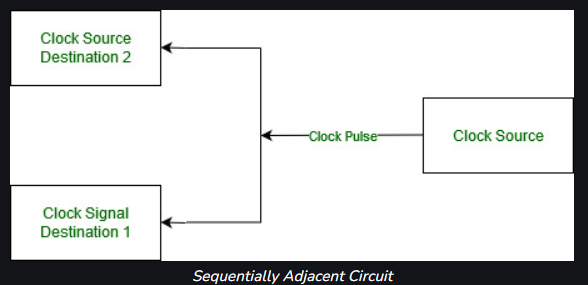 Clock Source
Destination 2
Clock Pulse
Clock Source
Clock Signal
Destination 1
Sequentially Adjacent Circuit